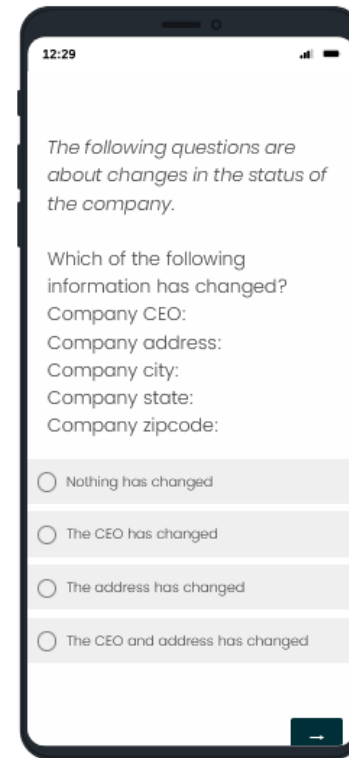 12:29
The following questions are
about changes in the status of
the company.
Which of the following
information has changed?
Company CEO:
Company address:
Company city:
Company state:
Company zipcode:
Nothing has changed
The CEO has changed
The address has changed
The CEO and address has changed
→